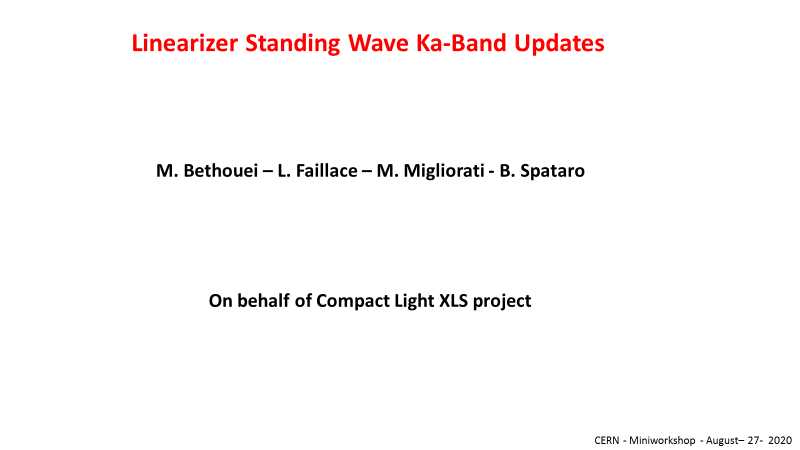 Linearizer Standing Wave Ka-Band Updates
M. Bethouei – L. Faillace – M. Migliorati - B. Spataro
On behalf of Compact Light XLS project
CERN - Miniworkshop - August– 27- 2020